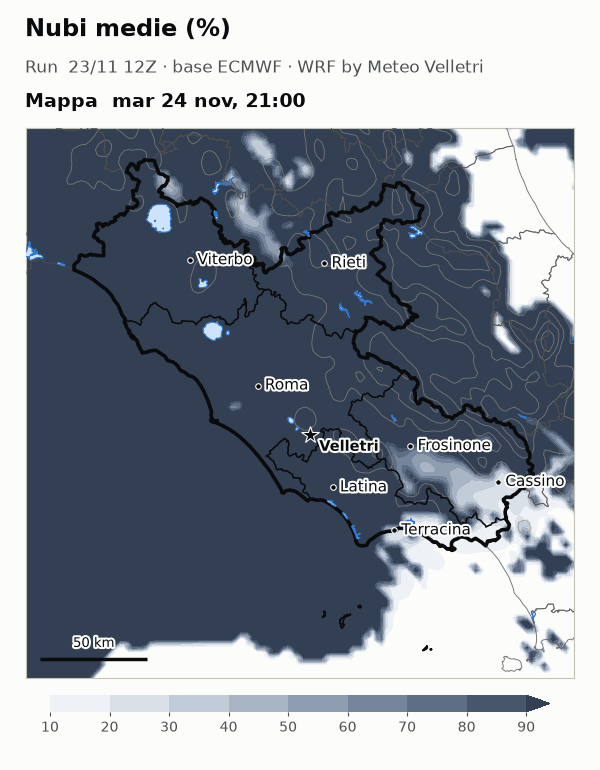 Nubi medie (%)
Run  23/11 12Z · base ECMWF · WRF by Meteo Velletri
Mappa  mar 24 nov, 21:00
Viterbo
Rieti
Roma
Velletri
Frosinone
Cassino
Latina
Terracina
50 km
10 20 30 40 50 60 70 80 90